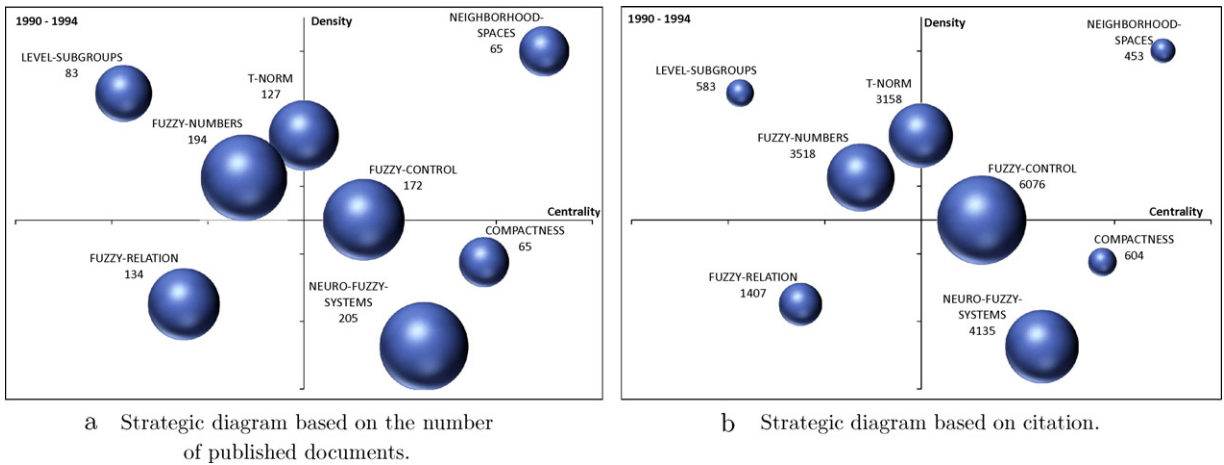 1990 - 1994
Density
NEIGHBORHOOD-
SPACES
65
LEVEL-SUBGROUPS
83
T-NORM
127
FUZZY-NUMBERS
194
FUZZY-CONTROL
172
Centrality
COMPACTNESS
65
FUZZY-RELATION
134
NEURO-FUZZY-
SYSTEMS
205
a Strategic diagram based on the number
of published documents.
1990 - 1994
Density
NEIGHBORHOOD-
SPACES
453
LEVEL-SUBGROUPS
583
T-NORM
3158
FUZZY-NUMBERS
3518
FUZZY-CONTROL
6076
Centrality
COMPACTNESS
604
FUZZY-RELATION
1407
NEURO-FUZZY-
SYSTEMS
4135
b Strategic diagram based on citation.